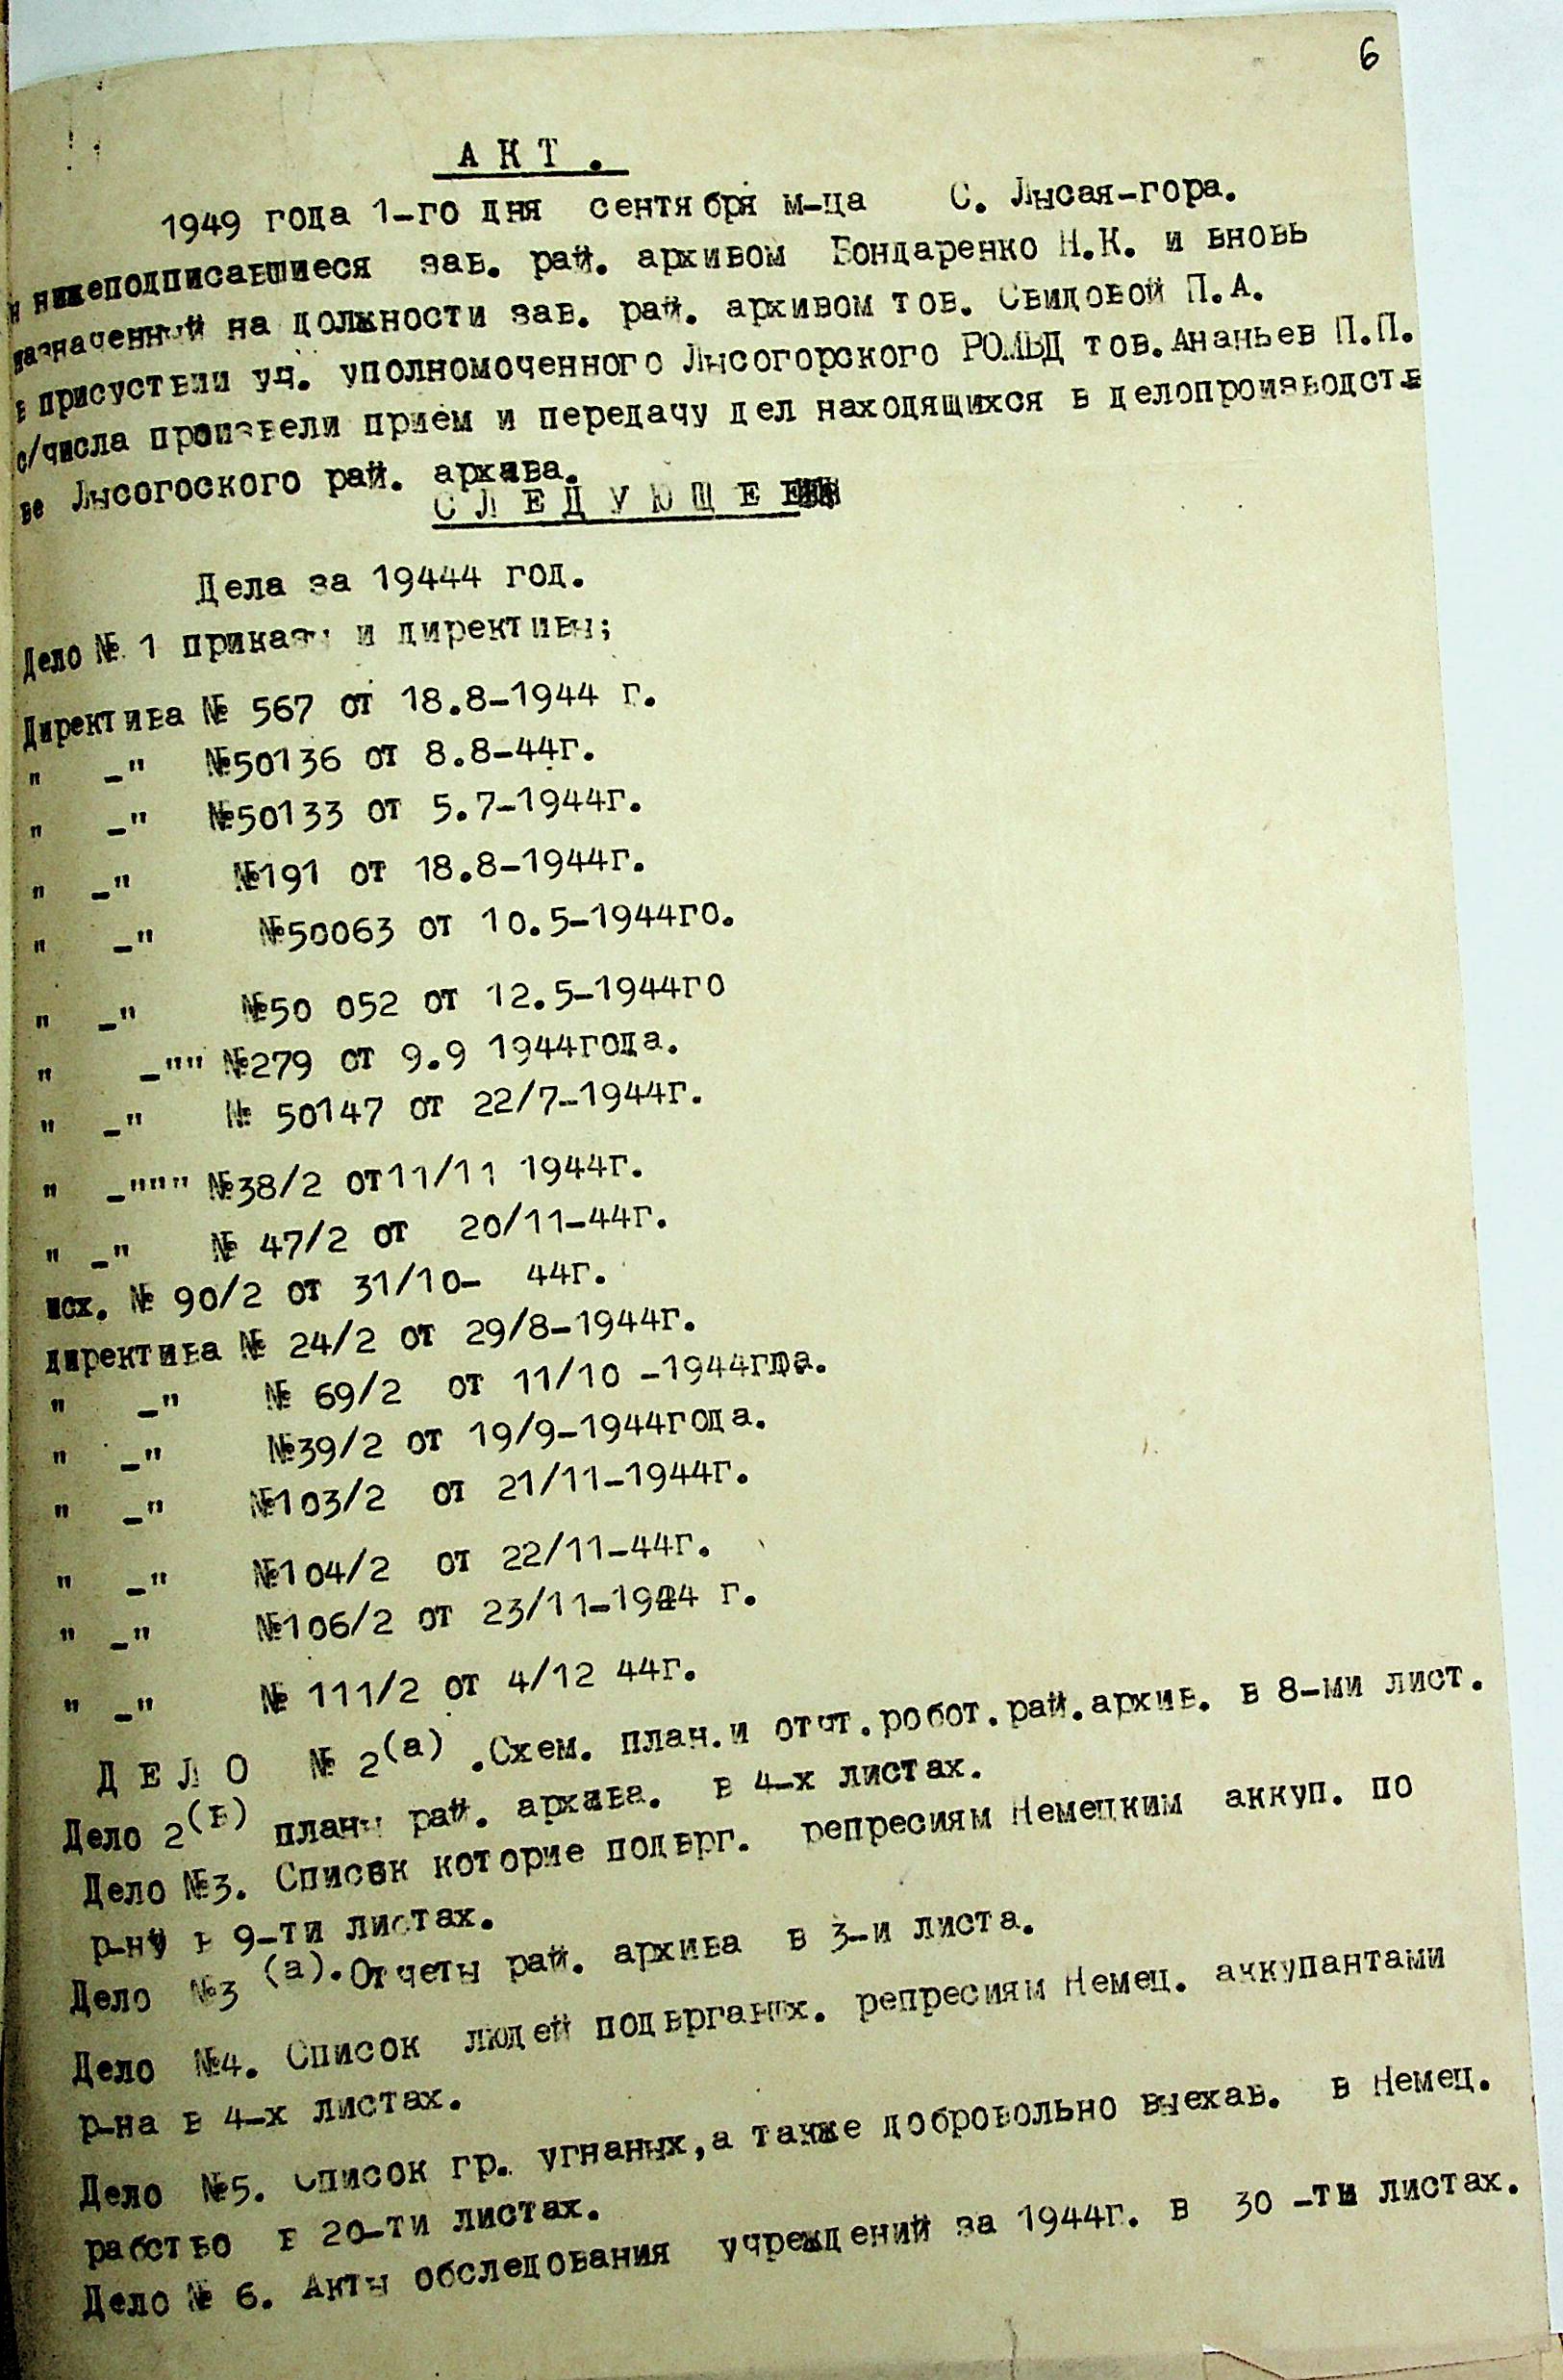 6
А К Т .
1949 года 1-го дня сентября м-ца С. Лысая-гора.
и нижеподписавшиеся зав. рай. архивом Бондаренко Н.К. и вновь
назначенный на должности зав. рай. архивом тов. Свидовой П.А.
в присуствии уч. уполномоченного Лысогорского РОМВД тов.Ананьев П.П.
с/числа произвели прием и передачу дел находящихся в делопроизводств
ве Лысогоского рай. архива.
С Л Е Д У Ю Щ Е Е
Дела за 19444 год.
Дело № 1 приказы и директивы;
Директива № 567 от 18.8-1944 г.
" -" №50136 от 8.8-44г.
" -" №50133 от 5.7-1944г.
" -" №191 от 18.8-1944г.
" -" №50063 от 10.5-1944го.
" -" №50 052 от 12.5-1944го
" -"" №279 от 9.9 1944года.
" -" № 50147 от 22/7-1944г.
" -""" №38/2 от11/11 1944г.
" -" № 47/2 от 20/11-44г.
исх. № 90/2 от 31/10- 44г.
директива № 24/2 от 29/8-1944г.
" -" № 69/2 от 11/10 -1944гда.
" -" №39/2 от 19/9-1944года.
" -" №103/2 от 21/11-1944г.
" -" №104/2 от 22/11-44г.
" -" №106/2 от 23/11-1944 г.
" -" № 111/2 от 4/12 44г.
Д Е Л О № 2(а) .Схем. план.и отчт.робот.рай.архив. в 8-ми лист.
Дело 2(в) планы рай. архива. в 4-х листах.
Дело №3. Список которие подврг. репресиям Немецким аккуп. по
р-ну в 9-ти листах.
Дело №3 (а).Отчеты рай. архива в 3-и листа.
Дело №4. Список людей подврганых. репресиям Немец. аккупантами
р-на в 4-х листах.
Дело №5. Список гр. угнаных,а также добровольно выехав. в Немец.
рабство в 20-ти листах.
Дело № 6. Акты обследования учреждений за 1944г. в 30 -ти листах.